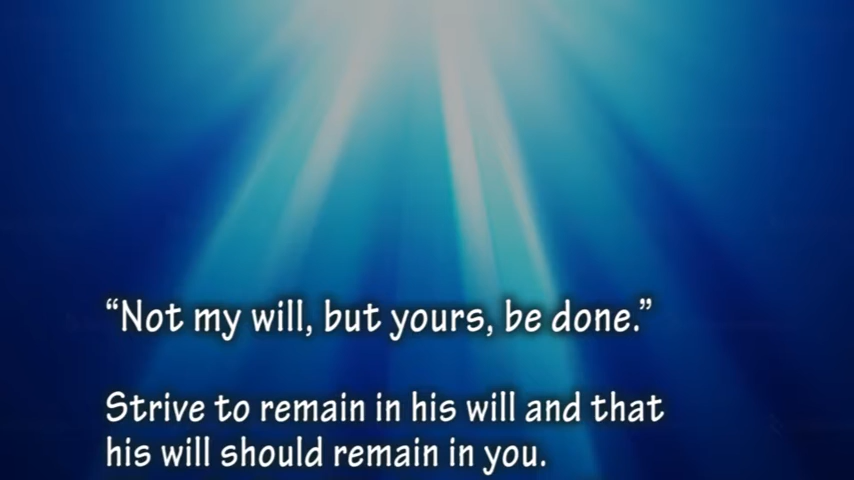 “Not my will, but yours, be done.”
Strive to remain in his will and that
his will should remain in you.